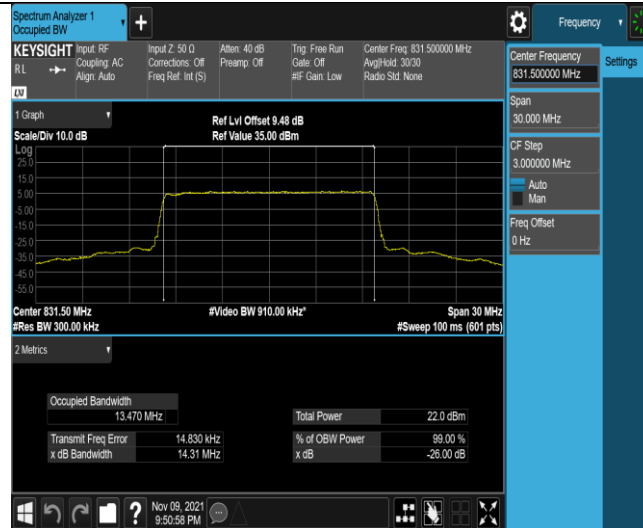 Spectrum Analyzer 1
Occupied BW
+
Frequency
KEYSIGHT
RL
LXI
Input: RF
Coupling: AC
Align: Auto
Input Z: 50 Ω
Corrections: Off
Freq Ref: Int (S)
Atten: 40 dB
Preamp: Off
Trig: Free Run
Gate: Off
#IF Gain: Low
Center Freq: 831.500000 MHz
Avg|Hold: 30/30
Radio Std: None
Center Frequency
831.500000 MHz
Settings
Span
30.000 MHz
CF Step
3.000000 MHz
Auto
Man
Freq Offset
0 Hz
1 Graph
Scale/Div 10.0 dB
Ref Lvl Offset 9.48 dB
Ref Value 35.00 dBm
Log
25.0
15.0
5.00
-5.00
-15.0
-25.0
-35.0
-45.0
-55.0
Center 831.50 MHz
#Res BW 300.00 kHz
#Video BW 910.00 kHz*
Span 30 MHz
#Sweep 100 ms (601 pts)
2 Metrics
Occupied Bandwidth
13.470 MHz
Total Power 22.0 dBm
Transmit Freq Error 14.830 kHz
% of OBW Power 99.00 %
x dB Bandwidth 14.31 MHz
x dB -26.00 dB
?
Nov 09, 2021
9:50:58 PM